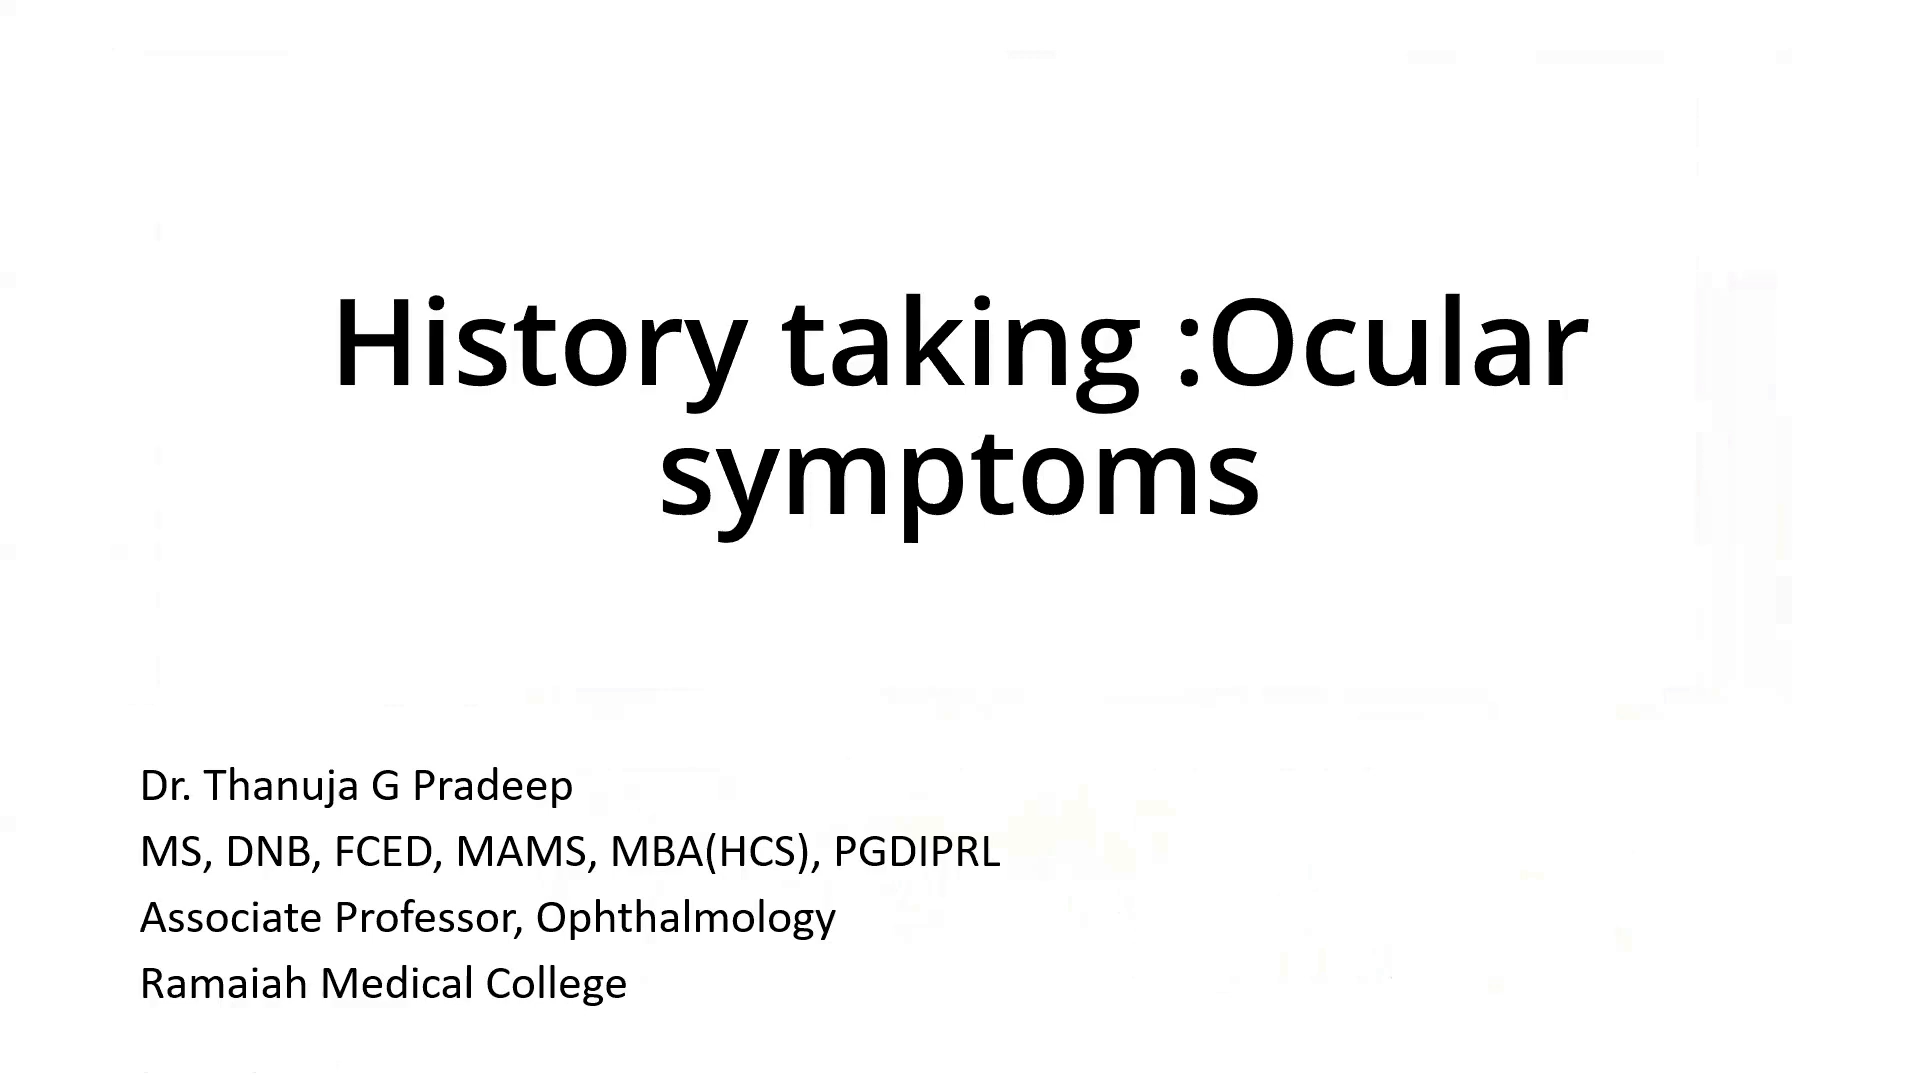 History taking :Ocular
symptoms
Dr. Thanuja G Pradeep
MS, DNB, FCED, MAMS, MBA(HCS), PGDIPRL
Associate Professor, Ophthalmology
Ramaiah Medical College